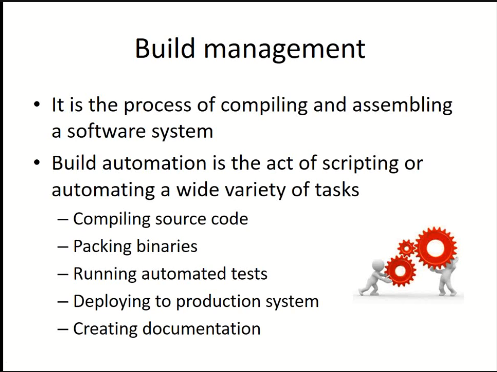 Build management
• It is the process of compiling and assembling
a software system
• Build automation is the act of scripting or
automating a wide variety of tasks
– Compiling source code
– Packing binaries
– Running automated tests
– Deploying to production system
– Creating documentation